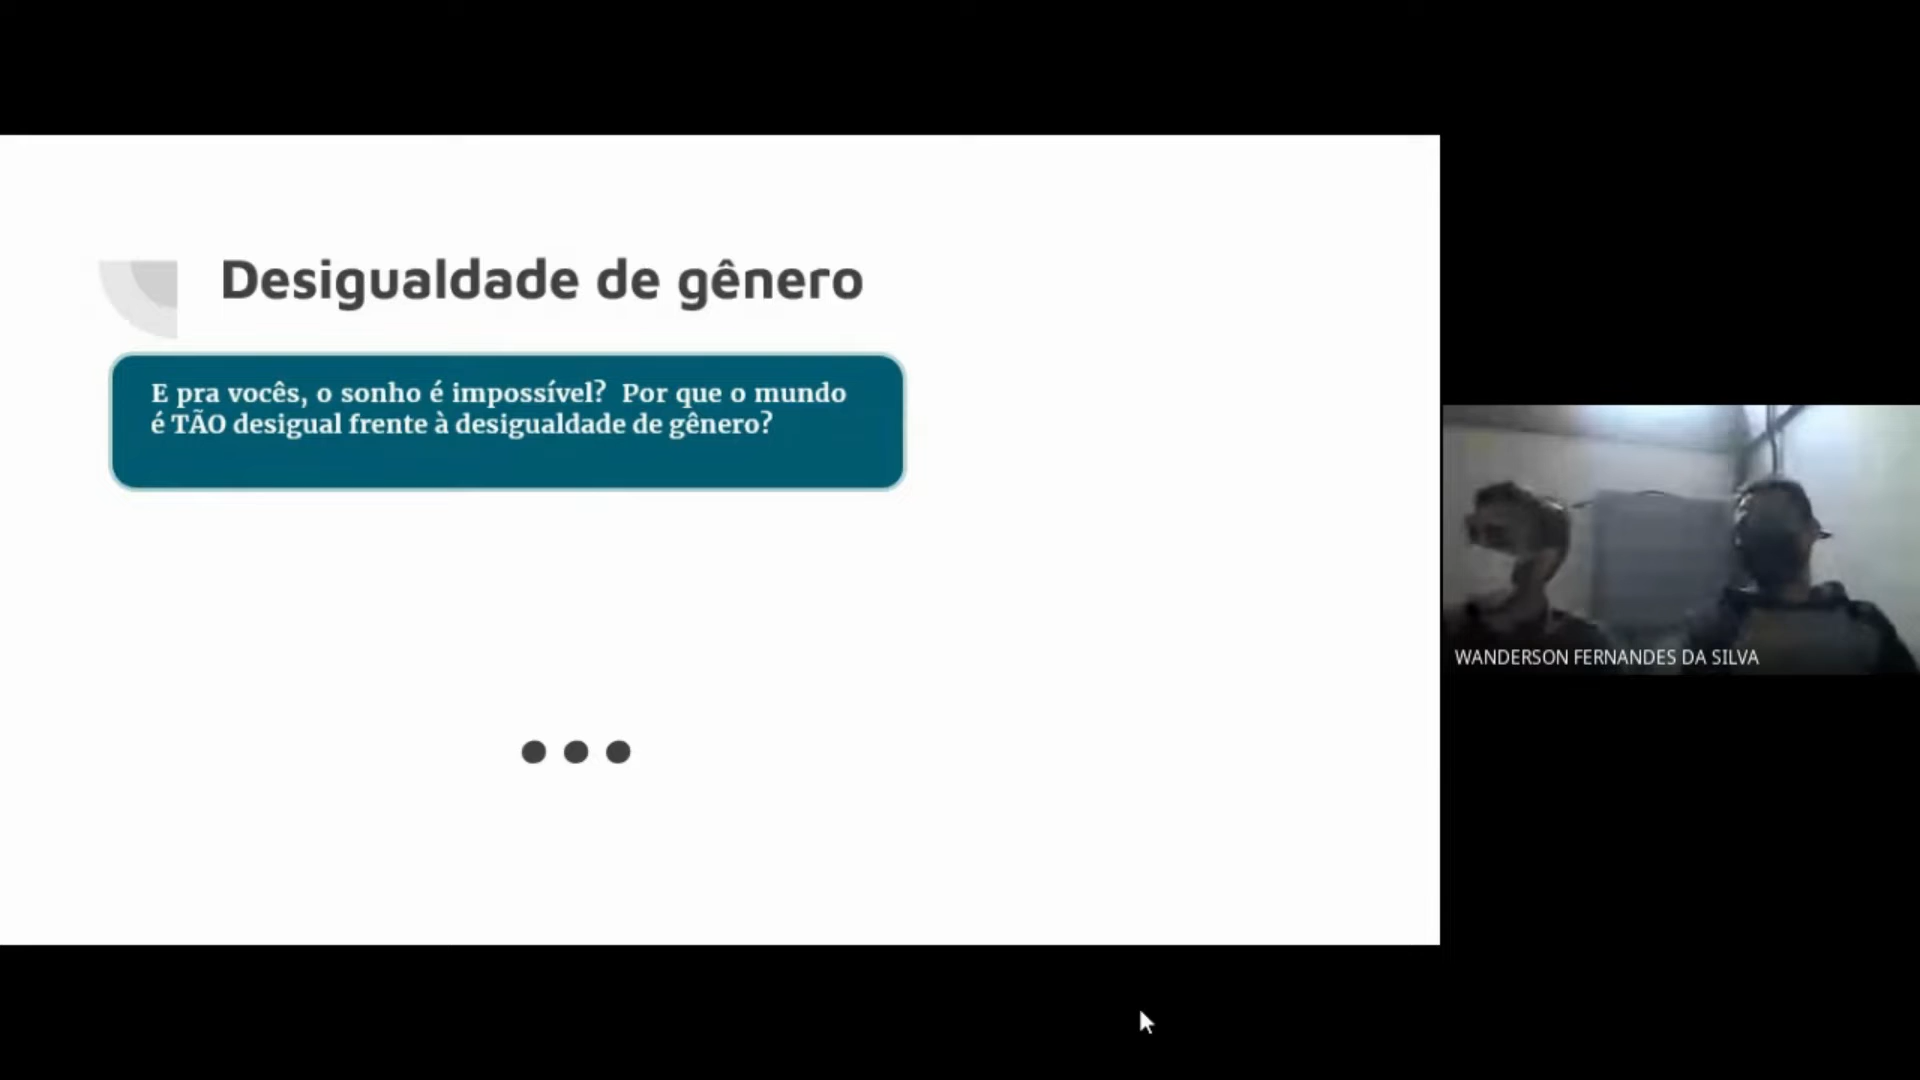 Desigualdade de gênero
E pra vocês, o sonho é impossível? Por que o mundo
é TÃO desigual frente à desigualdade de gênero?
WANDERSON FERNANDES DA SILVA